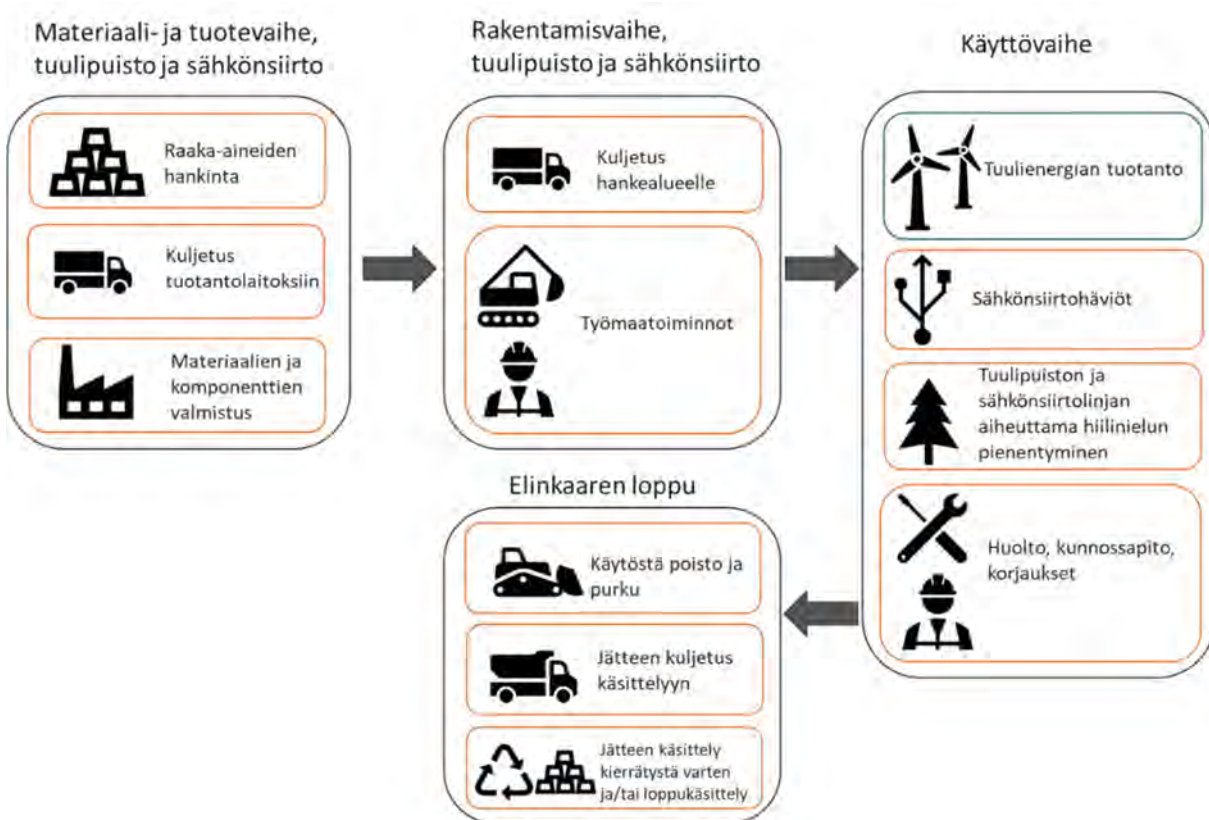 Materiaali- ja tuotevaihe,
tuulipuisto ja sähkönsiirto
Raaka-aineiden
hankinta
Kuljetus
tuotantolaitoksiin
Materiaalien ja
komponenttien
valmistus
Rakentamisvaihe,
tuulipuisto ja sähkönsiirto
Kuljetus
hankealueelle
Työmaatoiminnot
Käyttövaihe
Tuulienergian tuotanto
Sähkönsiirtohäviöt
Tuulipuiston ja
sähkönsiirtolinjan
aiheuttama hiilinielun
pienentyminen
Huolto, kunnossapito,
korjaukset
Elinkaaren loppu
Käytöstä poisto ja
purku
Jätteen kuljetus
käsittelyyn
Jätteen käsittely
kierrätystä varten
ja/tai loppukäsittely